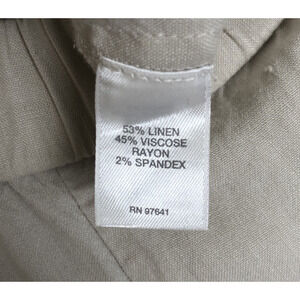 53% LINEN
45% VISCOSE
RAYON
2% SPANDEX
RN 97641